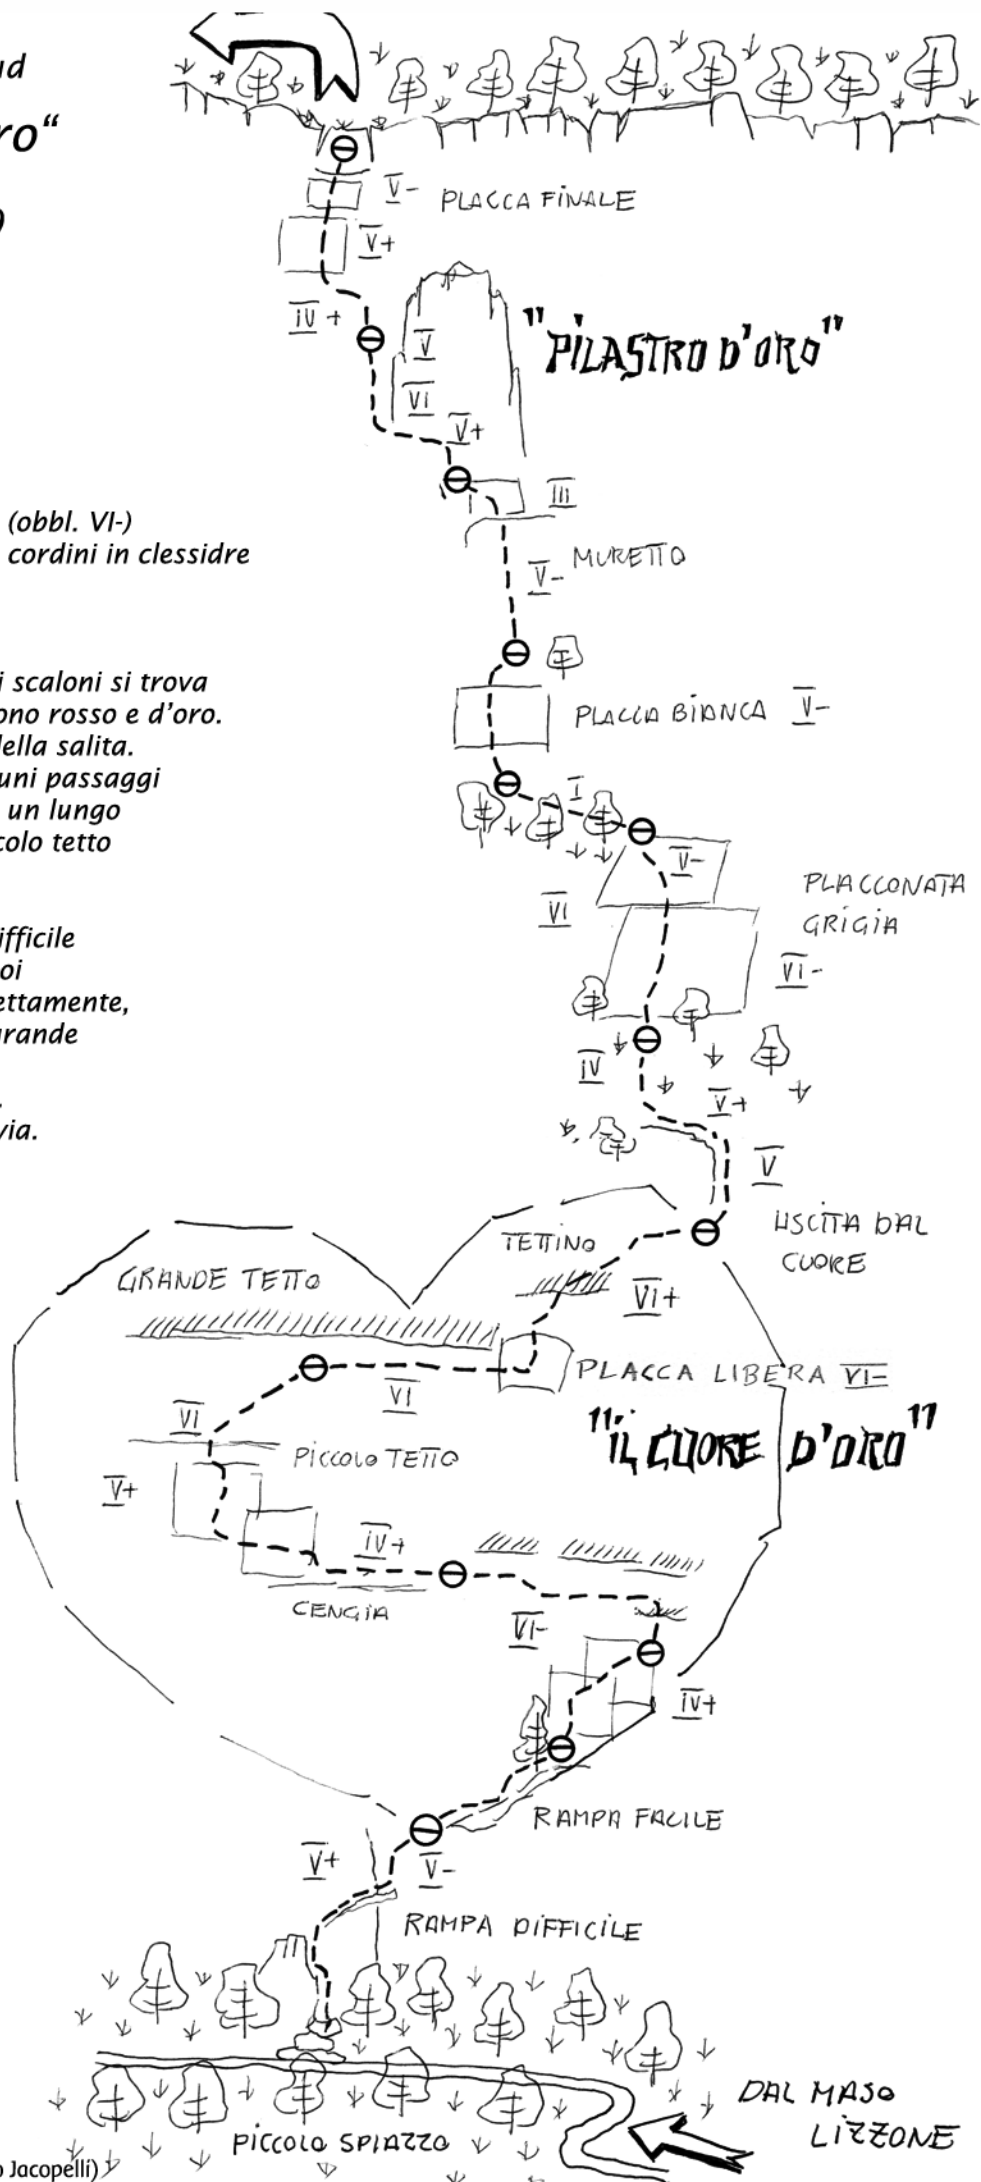 ro“
V- PLACCA FINALE
V+
IV+
V
VI
"PILASTRO D'ORO"
V+
III
(obbl. VI-)
cordini in clessidre
V- MURETTO
i scaloni si trova
ono rosso e d'oro.
della salita.
uni passaggi
un lungo
colo tetto
PLACCA BIANCA V-
I
V-
PLACCONATA
GRIGIA
VI
VI-
ifficile
oi
ettamente,
grande
via.
IV
V+
V
USCITA DAL
CUORE
TETTINO
GRANDE TETTO
VI+
PLACCA LIBERA VI-
VI
VI
"IL CUORE D'ORO"
PICCOLO TETTO
V+
IV+
CENGIA
VI-
IV+
RAMPA FACILE
V+
V-
RAMPA DIFFICILE
DAL MASO
LIZZONE
PICCOLO SPIAZZO
o Jacopelli)